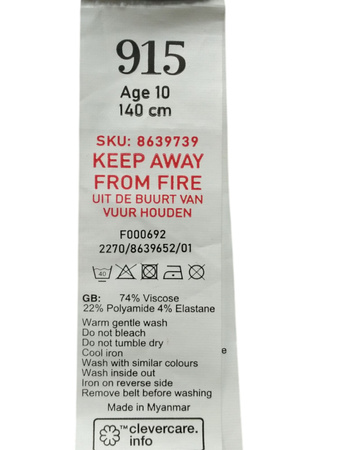 915
Age 10
140 cm
SKU: 8639739
KEEP AWAY
FROM FIRE
UIT DE BUURT VAN
VUUR HOUDEN
F000692
2270/8639652/01
40
GB: 74% Viscose
22% Polyamide 4% Elastane
Warm gentle wash
Do not bleach
Do not tumble dry
Cool iron
Wash with similar colours
Wash inside out
Iron on reverse side
Remove belt before washing
Made in Myanmar
™clevercare.
info
e